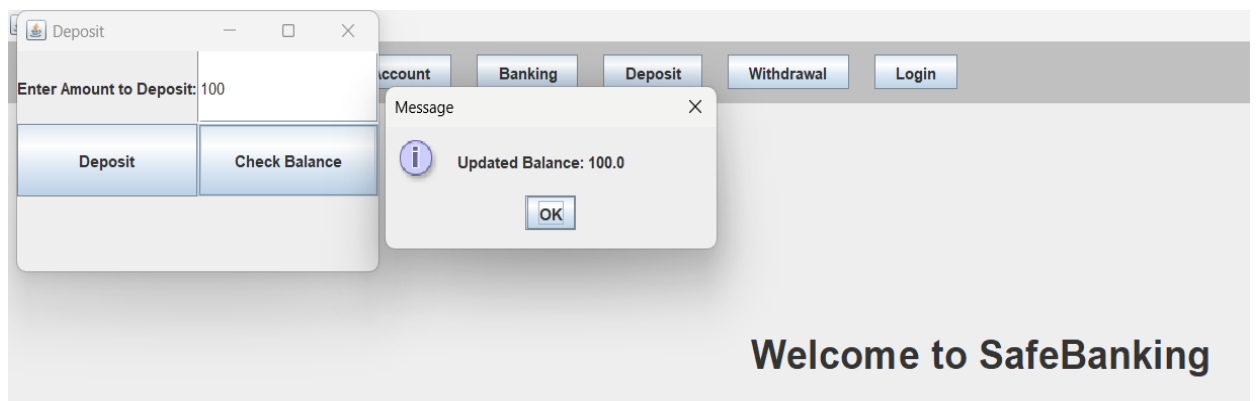 Deposit
Enter Amount to Deposit: 100
Deposit Check Balance
Banking Deposit Withdrawal Login
Message
i
Updated Balance: 100.0
OK
Welcome to SafeBanking